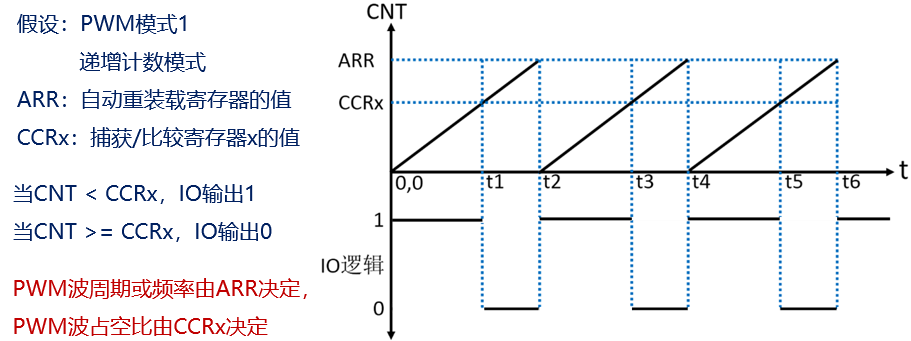 假设：PWM模式1
递增计数模式
ARR：自动重装载寄存器的值
CCRx：捕获/比较寄存器x的值
当CNT < CCRx，IO输出1
当CNT >= CCRx，IO输出0
PWM波周期或频率由ARR决定，
PWM波占空比由CCRx决定
CNT
ARR
CCRx
0,0 t1 t2 t3 t4 t5 t6 t
1
IO逻辑
0